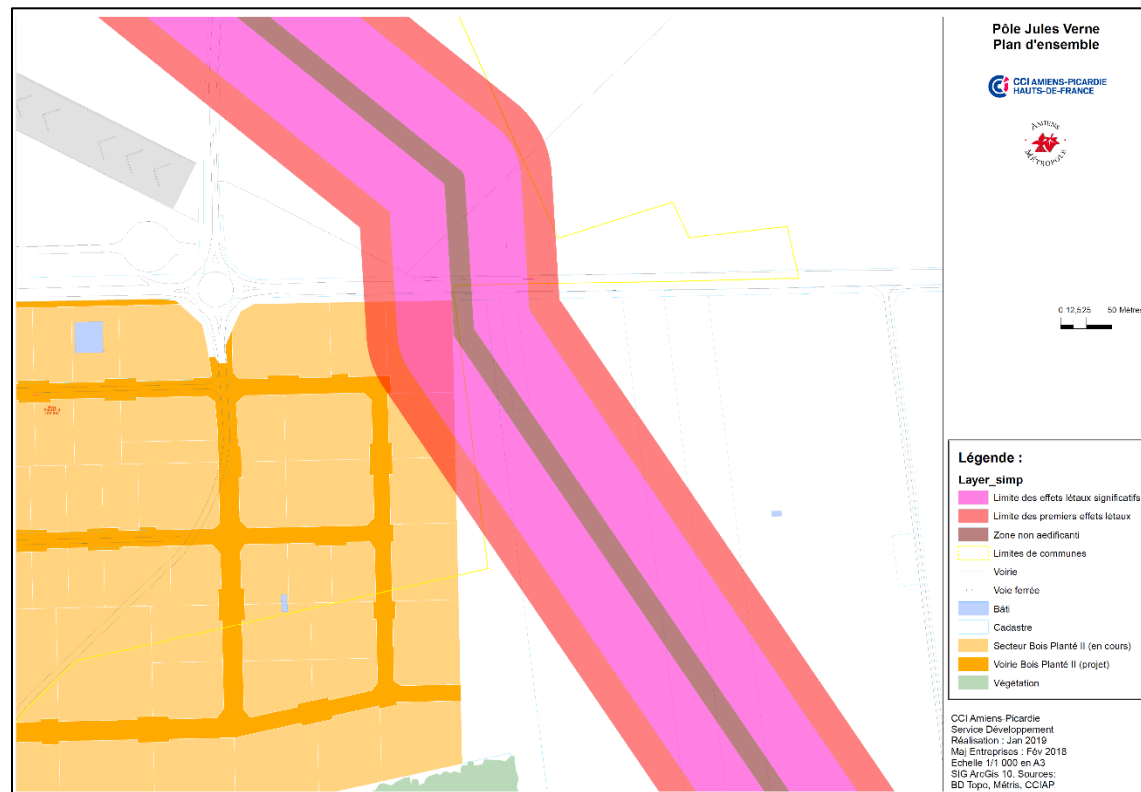 Pôle Jules Verne
Plan d'ensemble
CCI AMIENS-PICARDIE
HAUTS-DE-FRANCE
AMIENS
MÉTROPOLE
0 12,525 50 Mètres
Légende :
Layer_simp
Limite des effets létaux significatifs
Limite des premiers effets létaux
Zone non aedificanti
Limites de communes
Voirie
Voie ferrée
Bâti
Cadastre
Secteur Bois Planté II (en cours)
Voirie Bois Planté II (projet)
Végétation
CCI Amiens-Picardie
Service Développement
Réalisation : Jan 2019
Maj Entreprises : Fév 2018
Echelle 1/1 000 en A3
SIG ArcGis 10, Sources:
BD Topo, Métris, CCIAP